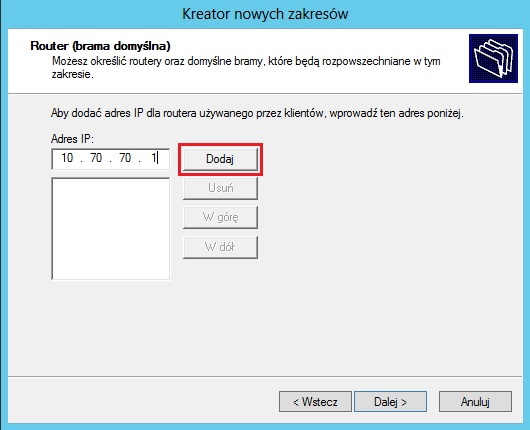 Kreator nowych zakresów
Router (brama domyślna)
Możesz określić routery oraz domyślne bramy, które będą rozpowszechniane w tym
zakresie.
Aby dodać adres IP dla routera używanego przez klientów, wprowadź ten adres poniżej.
Adres IP:
10 . 70 . 70 . 1
Dodaj
Usuń
W górę
W dół
< Wstecz
Dalej >
Anuluj